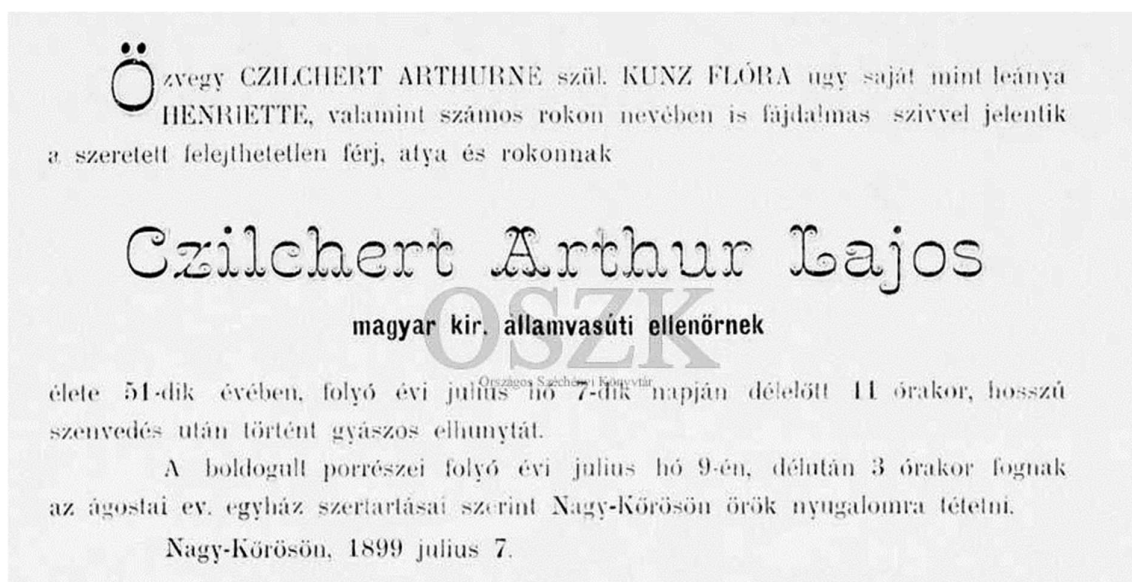 Özvegy CZILCHERT ARTHURNÉ szül. KUNZ FLÓRA ugy saját mint leánya
HENRIETTE, valamint számos rokon nevében is fájdalmas szivvel jelentik
a szeretett felejthetetlen férj, atya és rokonnak
Czilchert Arthur Lajos
OSZK
magyar kir. államvasúti ellenőrnek
Országos Széchényi Könyvtár
élete 51-dik évében, folyó évi julius hó 7-dik napján délelőtt 11 órakor, hosszú
szenvedés után történt gyászos elhunytát.
A boldogult porrészei folyó évi julius hó 9-én, délután 3 órakor fognak
az ágostai ev. egyház szertartásai szerint Nagy-Kőrösön örök nyugalomra tétetni.
Nagy-Kőrösön, 1899 julius 7.